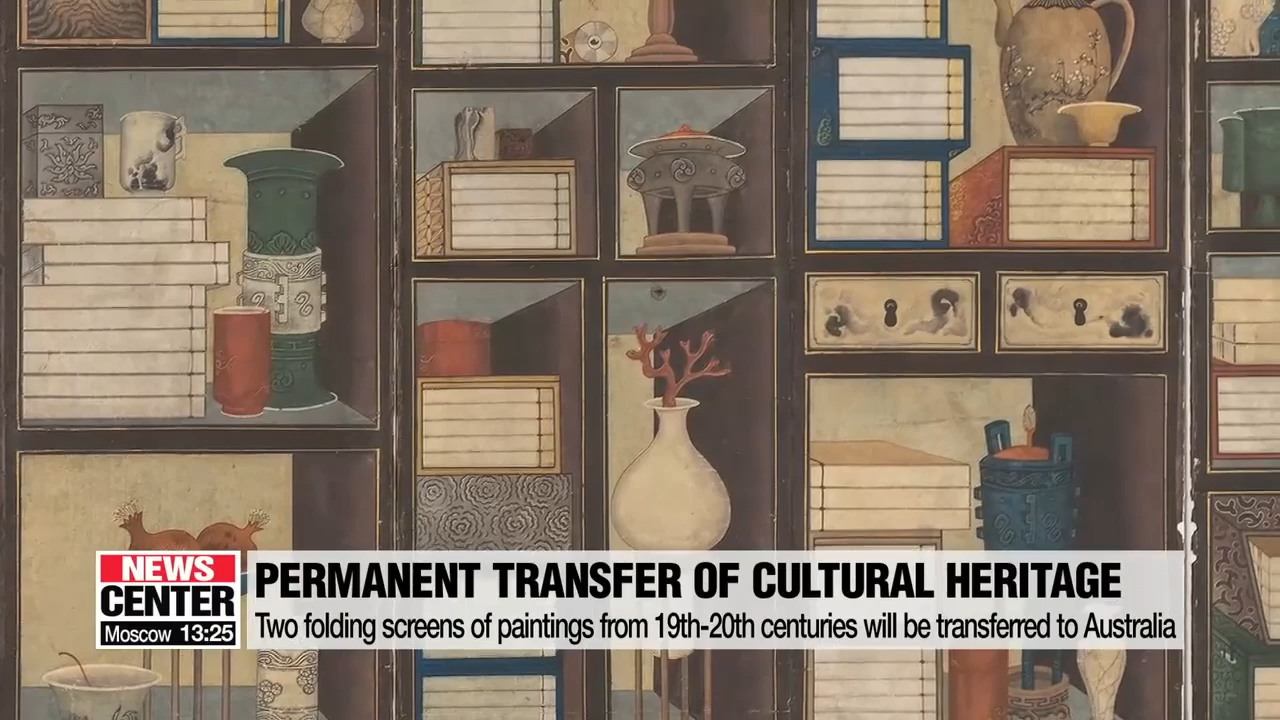 NEWS
CENTER
Moscow 13:25
PERMANENT TRANSFER OF CULTURAL HERITAGE
Two folding screens of paintings from 19th-20th centuries will be transferred to Australia